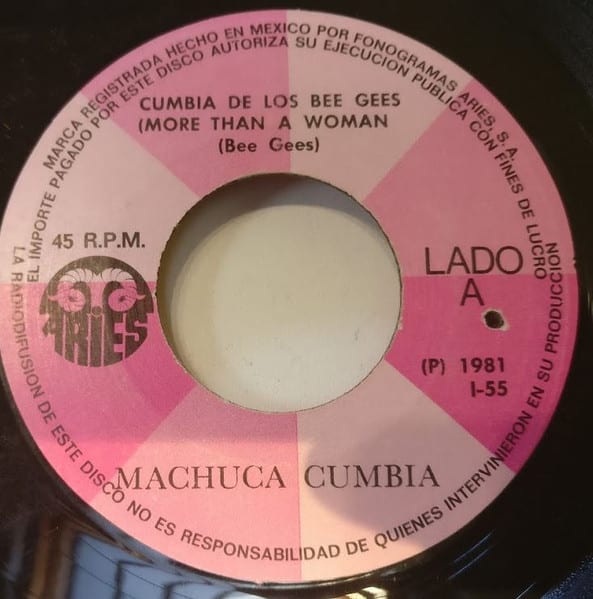 MARCA REGISTRADA HECHO EN MEXICO POR FONOGRAMAS ARIES, S.A.
EL IMPORTE PAGADO POR ESTE DISCO AUTORIZA SU EJECUCION PUBLICA CON FINES DE LUCRO
CUMBIA DE LOS BEE GEES
(MORE THAN A WOMAN
(Bee Gees)
45 R.P.M.
ARIES
LADO
A
(P) 1981
I-55
MACHUCA CUMBIA
LA RADIODIFUSION DE ESTE DISCO NO ES RESPONSABILIDAD DE QUIENES INTERVINIERON EN SU PRODUCCION